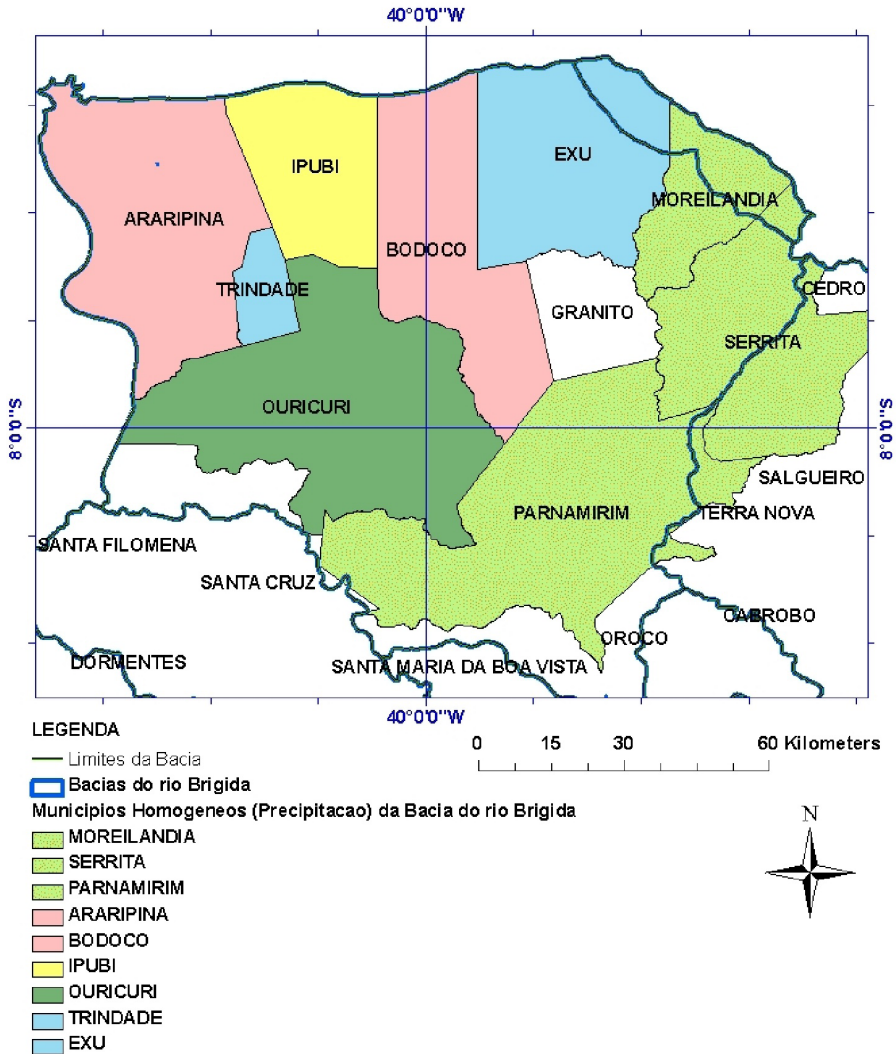 40°0'0"W
IPUBI
EXU
ARARIPINA
MOREILANDIA
BODOCO
TRINDADE
CEDRO
GRANITO
SERRITA
OURICURI
8°0'0"S
8°0'0"S
SALGUEIRO
PARNAMIRIM
TERRA NOVA
SANTA FILOMENA
SANTA CRUZ
CABROBO
OROCO
DORMENTES
SANTA MARIA DA BOA VISTA
40°0'0"W
LEGENDA
Limites da Bacia
Bacias do rio Brigida
Municipios Homogeneos (Precipitacao) da Bacia do rio Brigida
MOREILANDIA
SERRITA
PARNAMIRIM
ARARIPINA
BODOCO
IPUBI
OURICURI
TRINDADE
EXU
0 15 30 60 Kilometers
N